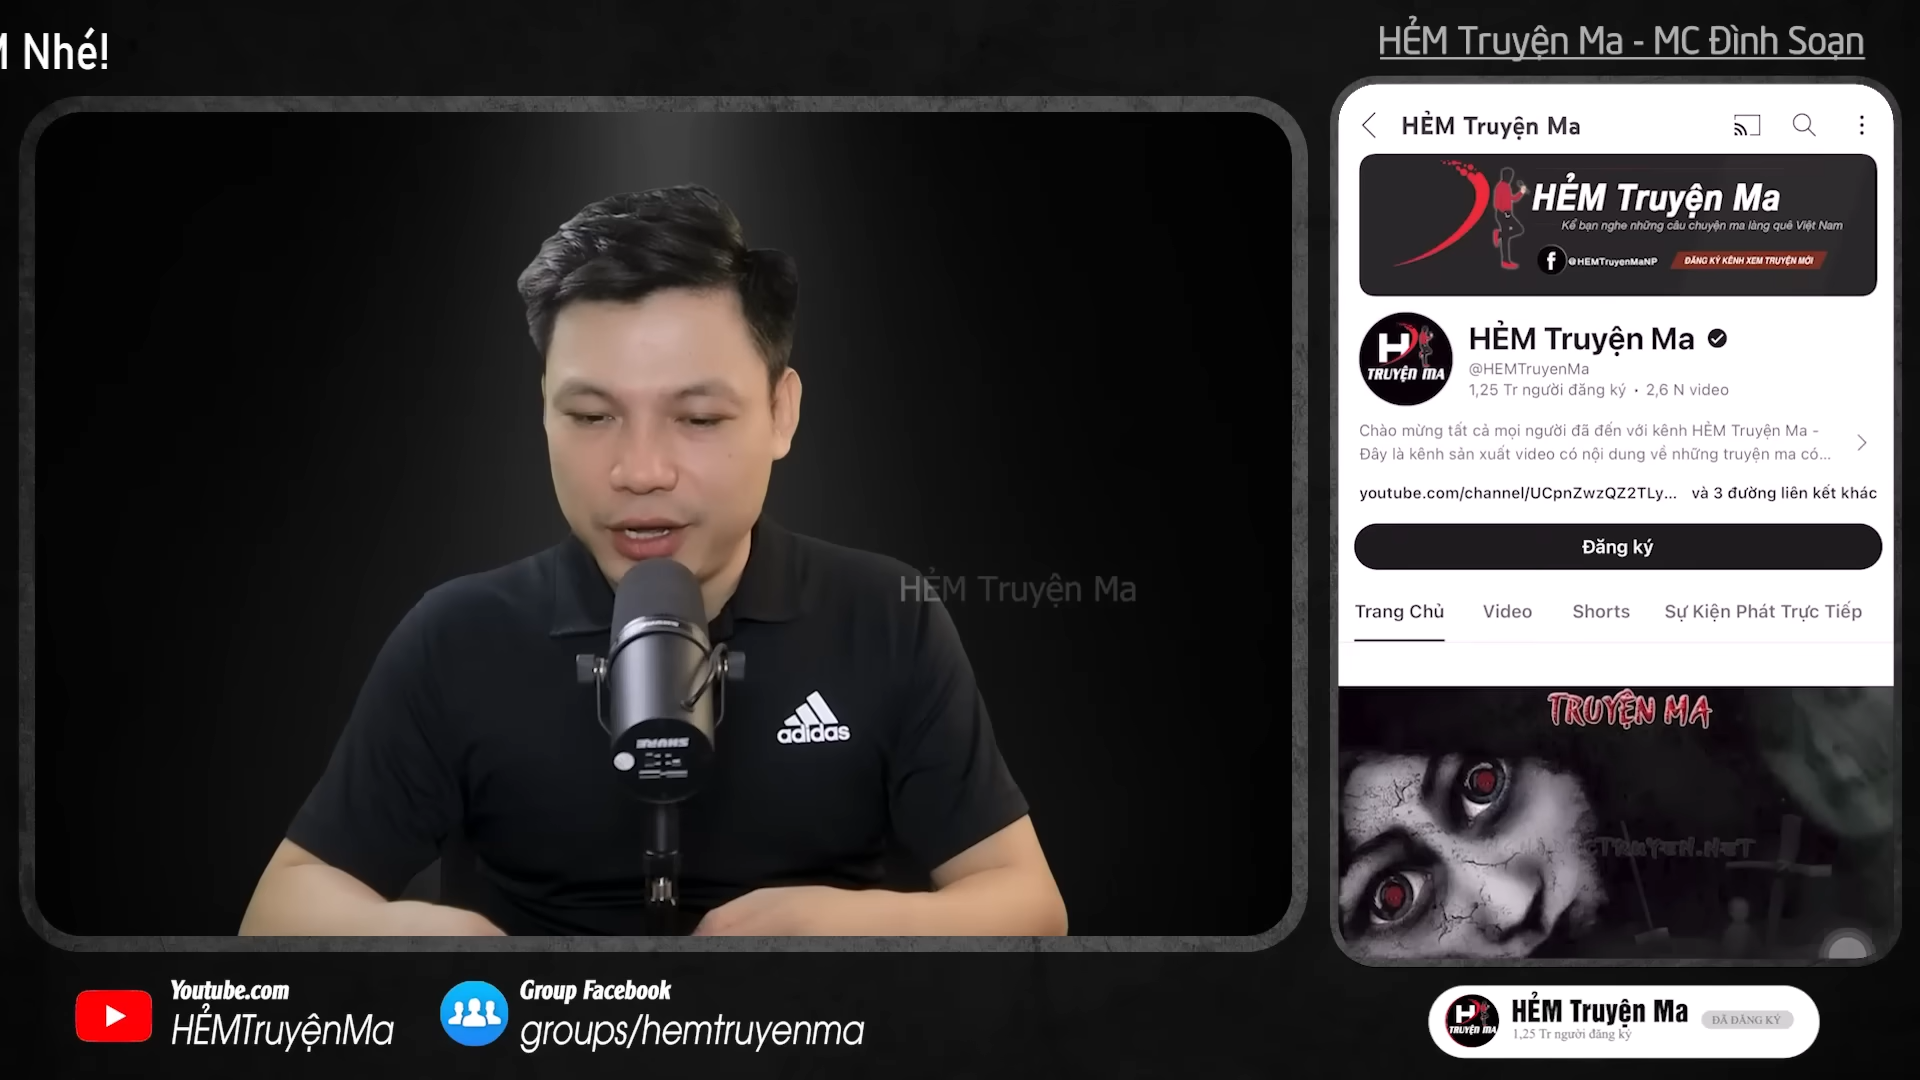 M Nhé!
HẺM Truyện Ma - MC Đình Soạn
HẺM Truyện Ma
HẺM Truyện Ma
Kể bạn nghe những câu chuyện ma làng quê Việt Nam
@HEMTruyenMaNP
ĐĂNG KÝ KÊNH XEM TRUYỆN MỚI
H
TRUYỆN MA
HẺM Truyện Ma
@HEMTruyenMa
1,25 Tr người đăng ký • 2,6 N video
Chào mừng tất cả mọi người đã đến với kênh HẺM Truyện Ma -
Đây là kênh sản xuất video có nội dung về những truyện ma có...
youtube.com/channel/UCpnZwzQZ2TLy... và 3 đường liên kết khác
Đăng ký
Trang Chủ Video Shorts Sự Kiện Phát Trực Tiếp
TRUYỆN MA
HẺM Truyện Ma
adidas
SHURE
Youtube.com
HẺMTruyệnMa
Group Facebook
groups/hemtruyenma
H
TRUYỆN MA
HẺM Truyện Ma
1,25 Tr người đăng ký
ĐÃ ĐĂNG KÝ